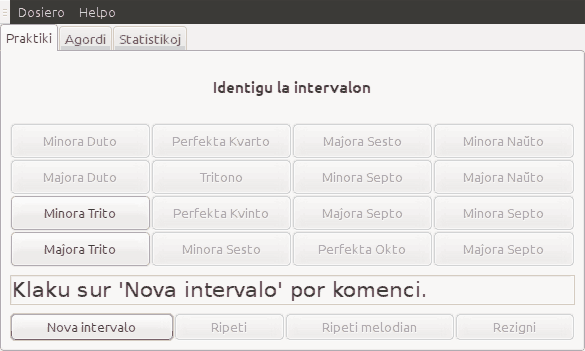 Dosiero Helpo
Praktiki Agordi Statistikoj
Identigu la intervalon
Minora Duto Perfekta Kvarto Majora Sesto Minora Naŭto
Majora Duto Tritono Minora Septo Majora Naŭto
Minora Trito Perfekta Kvinto Majora Septo Minora Septo
Majora Trito Minora Sesto Perfekta Okto Majora Septo
Klaku sur 'Nova intervalo' por komenci.
Nova intervalo Ripeti Ripeti melodian Rezigni